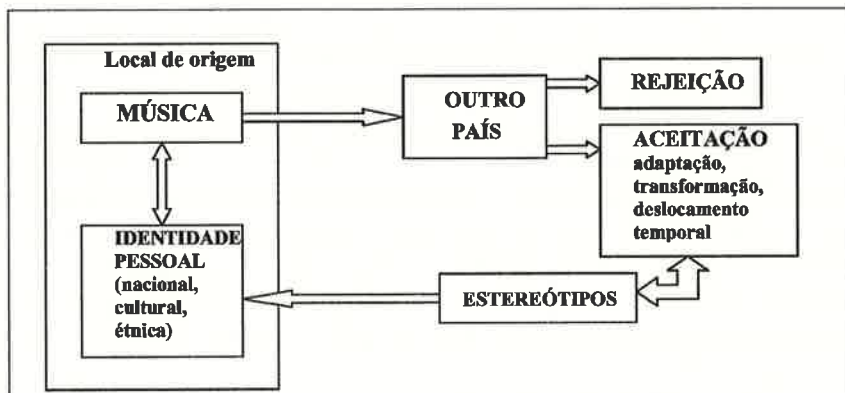 Local de origem
MÚSICA
OUTRO
PAÍS
REJEIÇÃO
ACEITAÇÃO
adaptação,
transformação,
deslocamento
temporal
IDENTIDADE
PESSOAL
(nacional,
cultural,
étnica)
ESTEREÓTIPOS